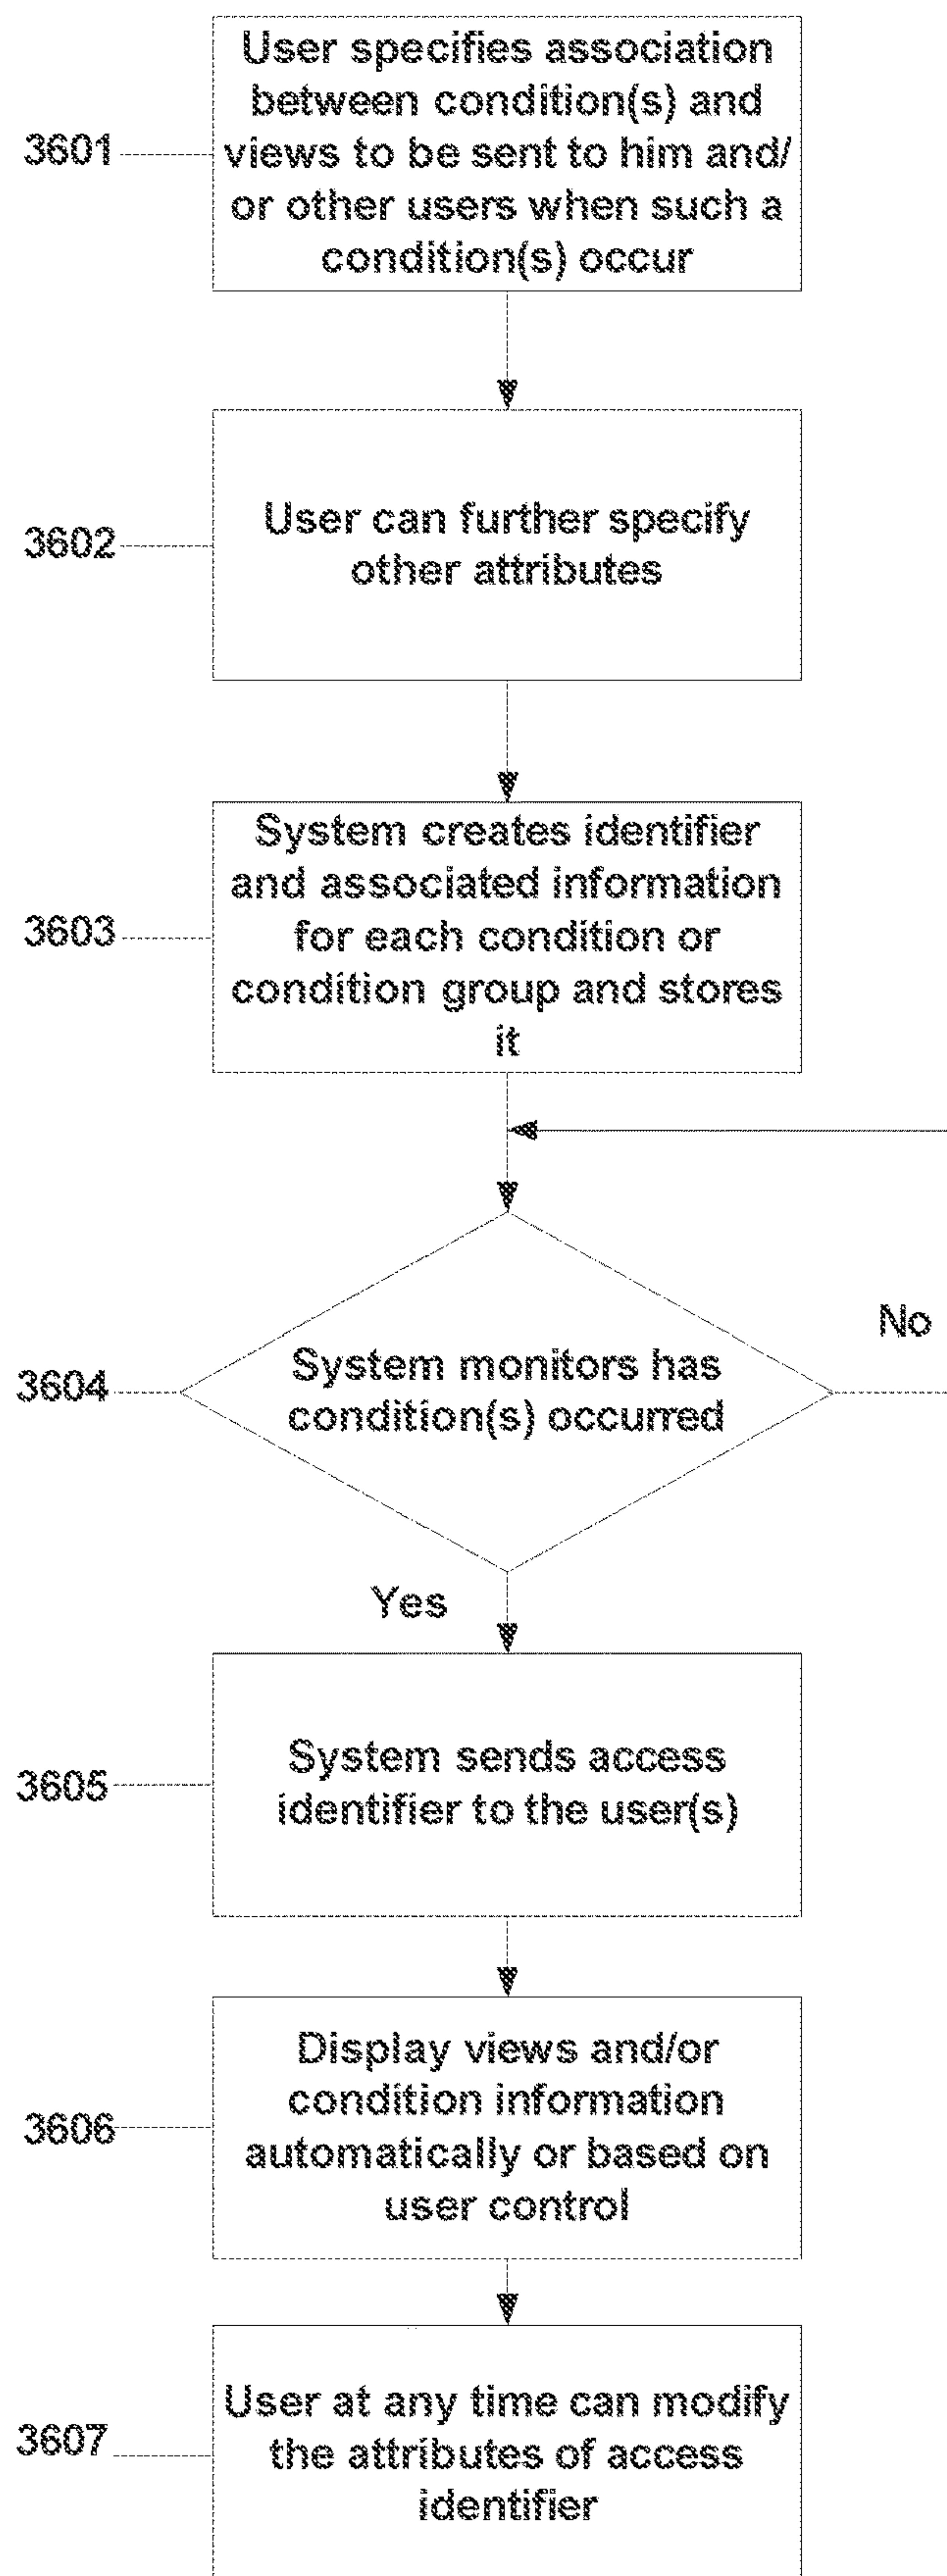 User specifies association
between condition(s) and
3601
views to be sent to him and/
or other users when such a
condition(s) occur
User can further specify
3602
other attributes
System creates identifier
and associated information
3603
for each condition or
condition group and stores
it
No
System monitors has
3604
condition(s) occurred
Yes
System sends access
3605
identifier to the user(s)
Display views and/or
condition information
3606
automatically or based on
user control
User at any time can modify
3607
the attributes of access
identifier